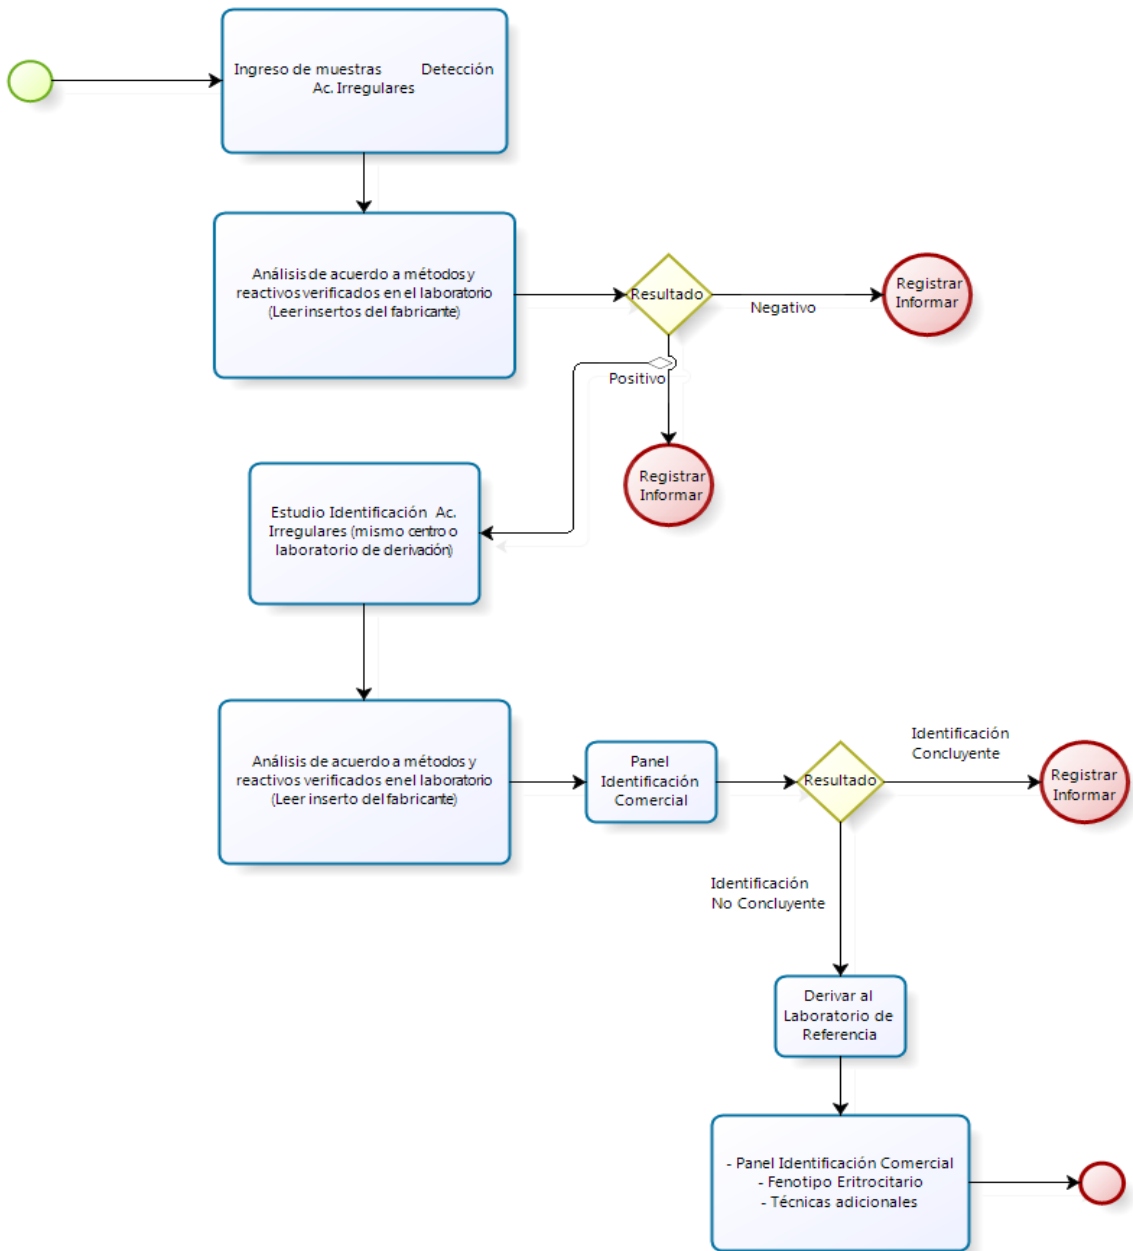 Ingreso de muestras Detección
Ac. Irregulares
Análisis de acuerdo a métodos y
reactivos verificados en el laboratorio
(Leer insertos del fabricante)
Resultado
Negativo
Registrar
Informar
Positivo
Registrar
Informar
Estudio Identificación Ac.
Irregulares (mismo centro o
laboratorio de derivación)
Análisis de acuerdo a métodos y
reactivos verificados en el laboratorio
(Leer inserto del fabricante)
Panel
Identificación
Comercial
Resultado
Identificación
Concluyente
Registrar
Informar
Identificación
No Concluyente
Derivar al
Laboratorio de
Referencia
- Panel Identificación Comercial
- Fenotipo Eritrocitario
- Técnicas adicionales